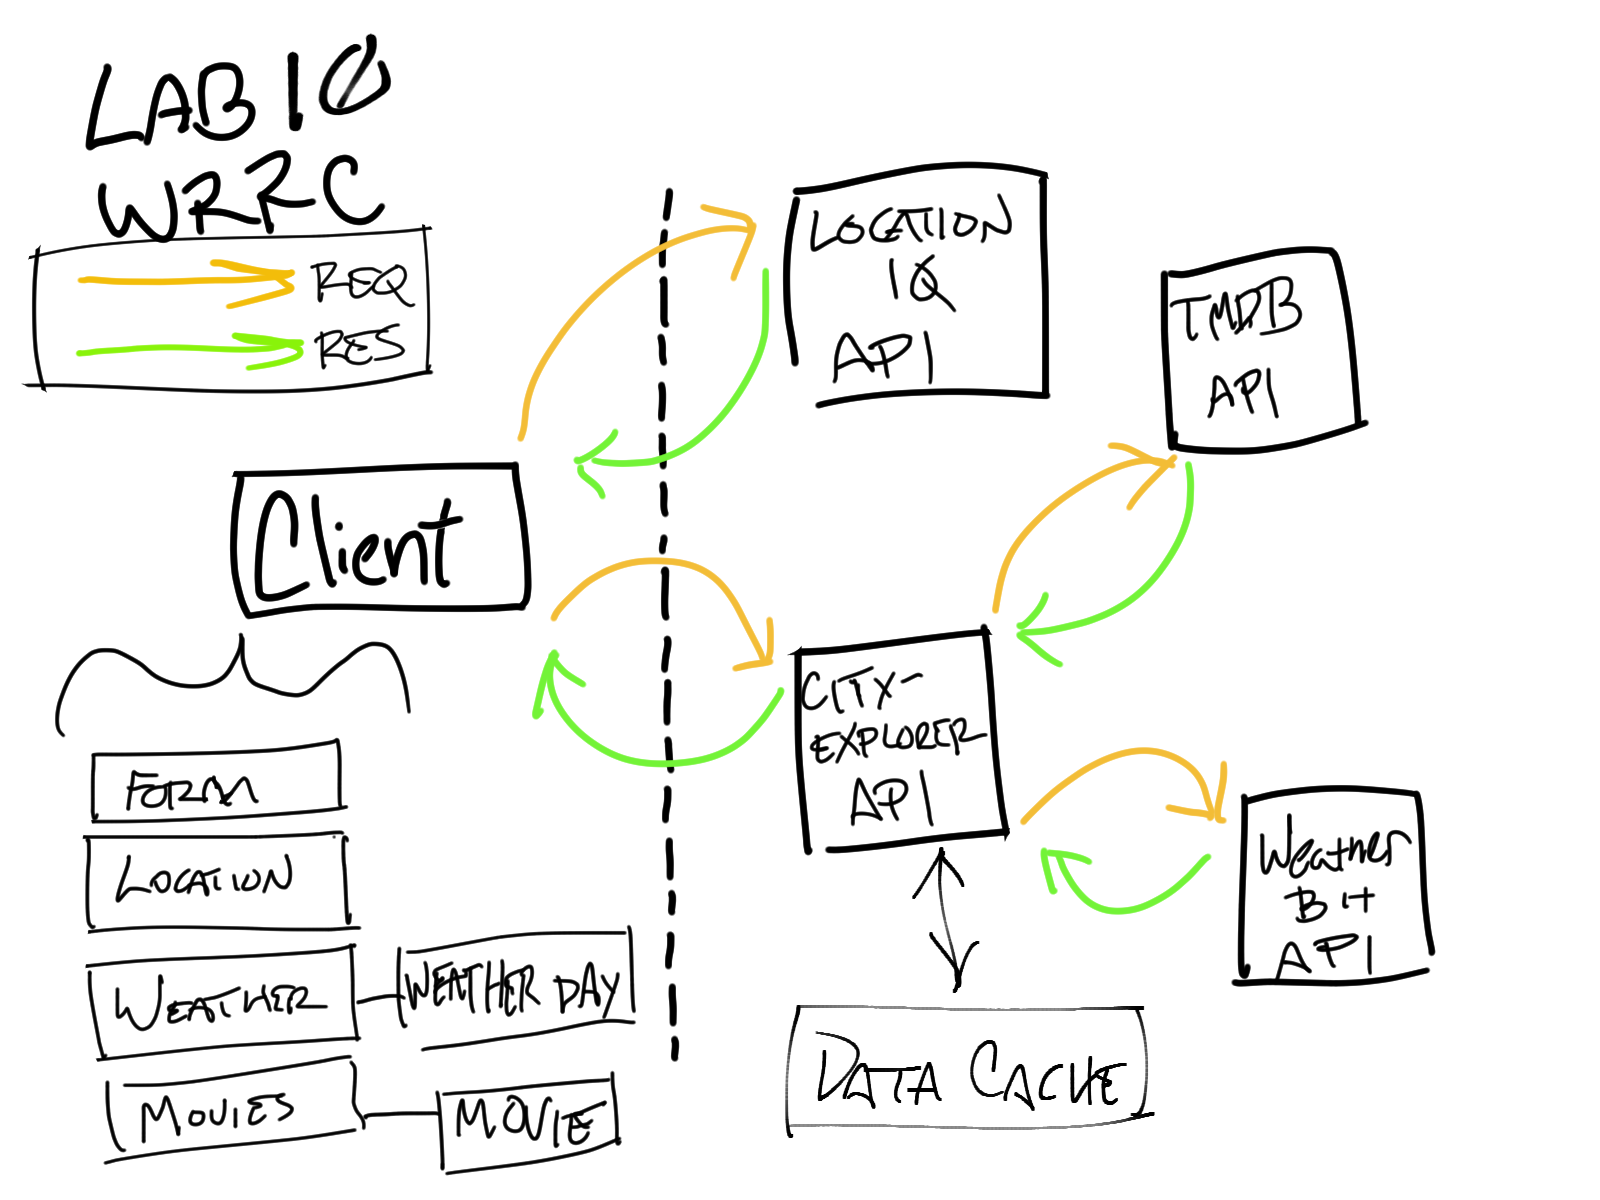 LAB 10
WRRC
REQ
RES
LOCATION
IQ
API
TMDB
API
Client
CITY-
EXPLORER
API
FORM
LOCATION
WEATHER
WEATHER DAY
MOVIES
MOVIE
Weather
Bit
API
DATA CACHE